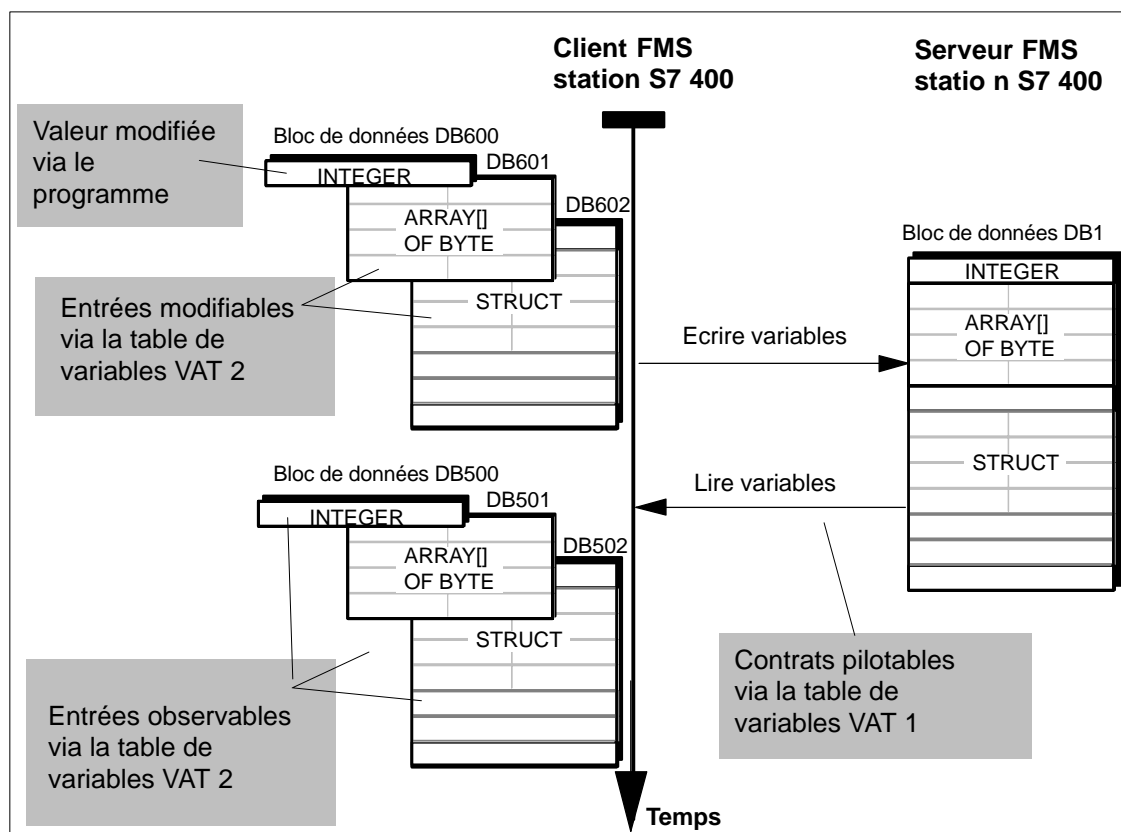 Client FMS
station S7 400
Serveur FMS
statio n S7 400
Valeur modifiée
via le
programme
Bloc de données DB600
DB601
INTEGER
DB602
ARRAY[]
OF BYTE
STRUCT
Entrées modifiables
via la table de
variables VAT 2
Bloc de données DB1
INTEGER
ARRAY[]
OF BYTE
STRUCT
Ecrire variables
Lire variables
Bloc de données DB500
DB501
INTEGER
DB502
ARRAY[]
OF BYTE
STRUCT
Entrées observables
via la table de
variables VAT 2
Contrats pilotables
via la table de
variables VAT 1
Temps